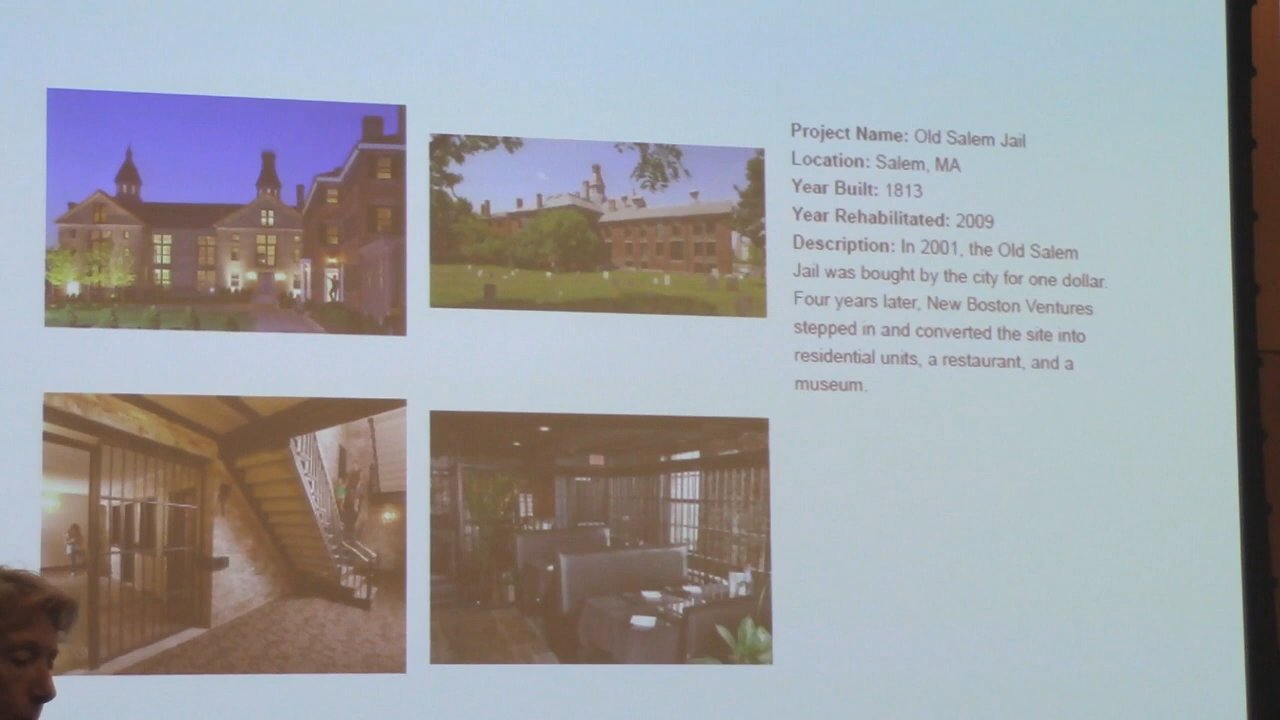 Project Name: Old Salem Jail
Location: Salem, MA
Year Built: 1813
Year Rehabilitated: 2009
Description: In 2001, the Old Salem
Jail was bought by the city for one dollar.
Four years later, New Boston Ventures
stepped in and converted the site into
residential units, a restaurant, and a
museum.